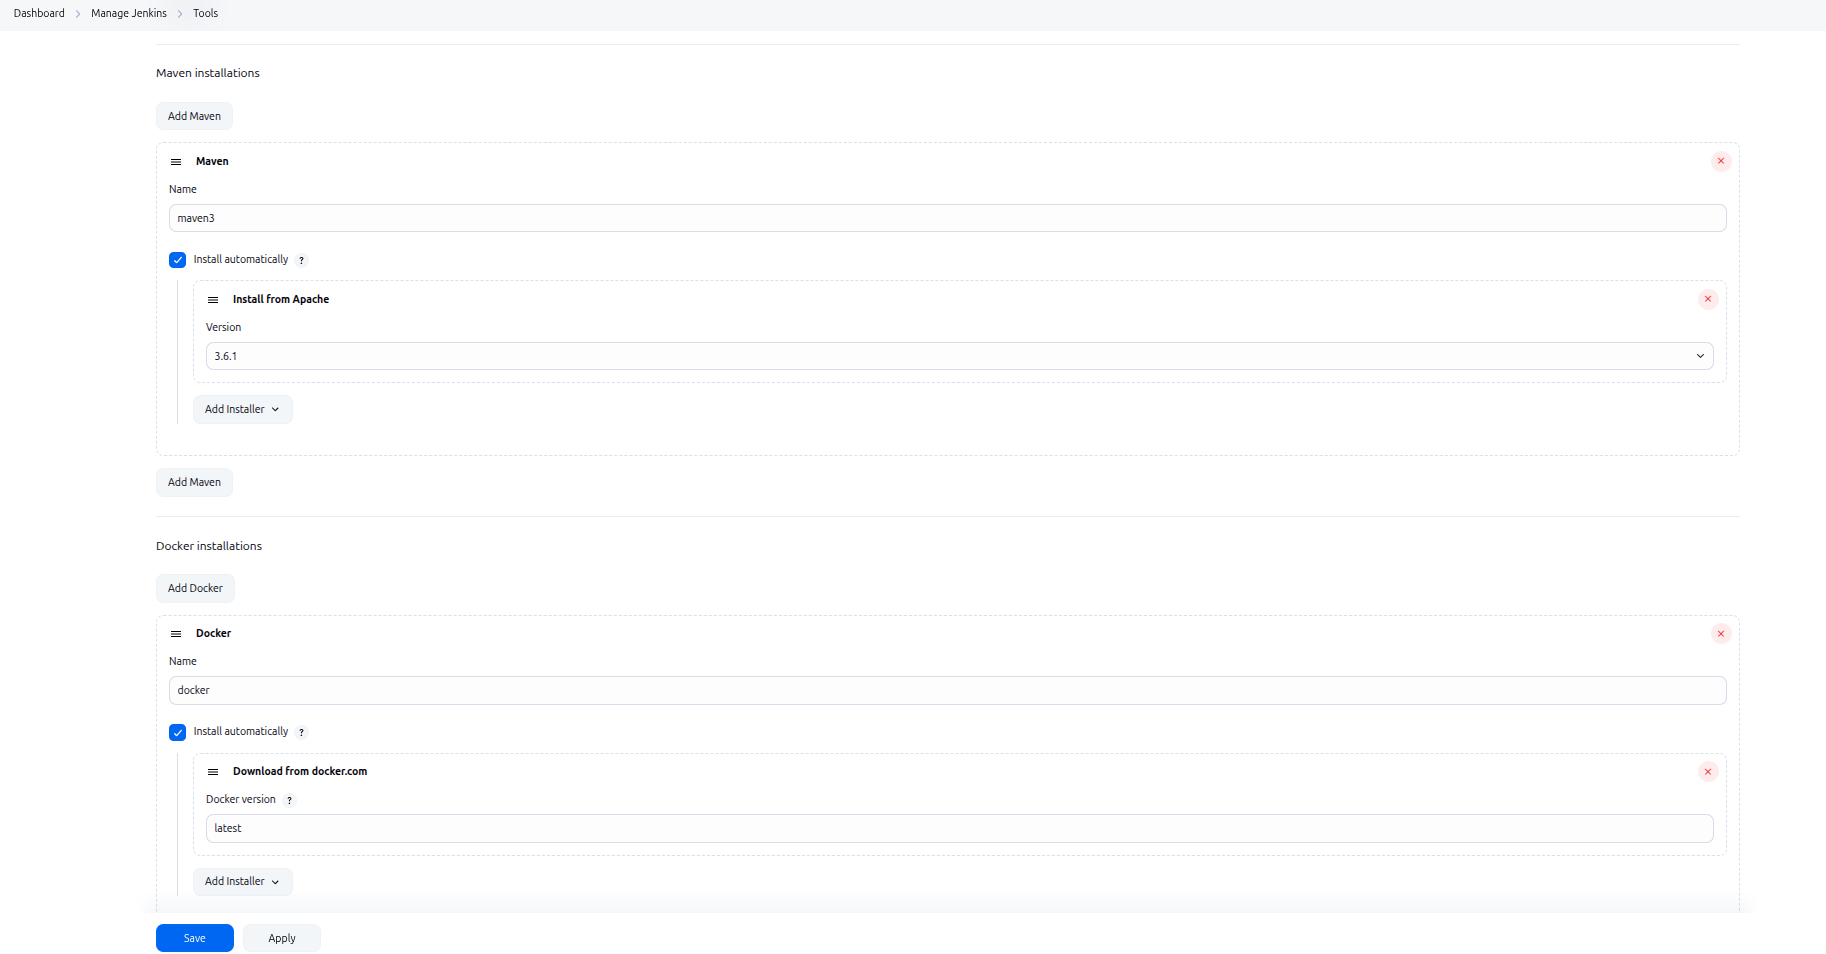 Dashboard > Manage Jenkins > Tools
Maven installations
Add Maven
Maven
Name
maven3
Install automatically ?
Install from Apache
Version
3.6.1
Add Installer
Add Maven
Docker installations
Add Docker
Docker
Name
docker
Install automatically ?
Download from docker.com
Docker version ?
latest
Add Installer
Save Apply